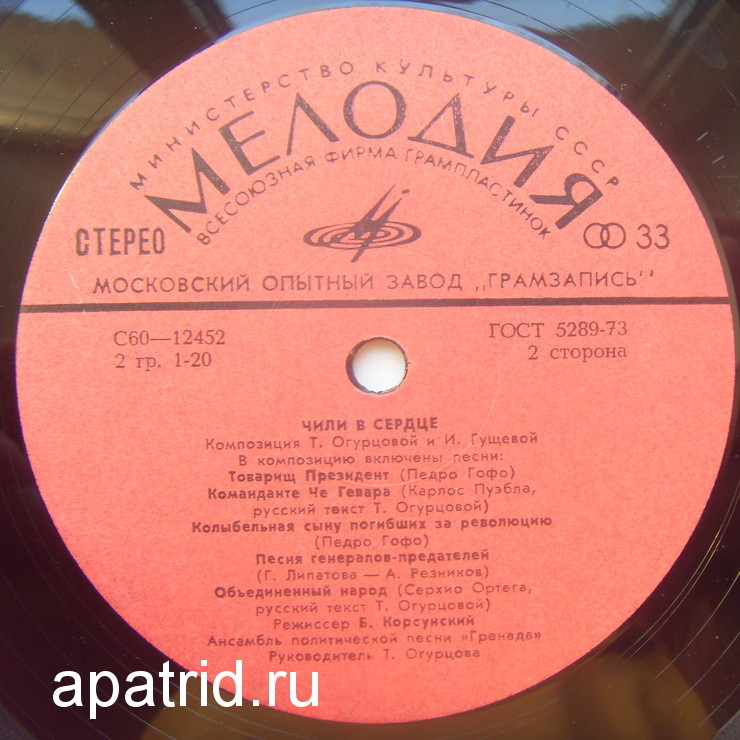 МИНИСТЕРСТВО КУЛЬТУРЫ СССР
МЕЛОДИЯ
ВСЕСОЮЗНАЯ ФИРМА ГРАМПЛАСТИНОК
СТЕРЕО
33
МОСКОВСКИЙ ОПЫТНЫЙ ЗАВОД ,,ГРАМЗАПИСЬ''
С60—12452
ГОСТ 5289-73
2 гр. 1-20
2 сторона
ЧИЛИ В СЕРДЦЕ
Композиция Т. Огурцовой и И. Гущевой
В композицию включены песни:
Товарищ Президент (Педро Гофо)
Команданте Че Гевара (Карлос Пуэбла,
русский текст Т. Огурцовой)
Колыбельная сыну погибших за революцию
(Педро Гофо)
Песня генералов-предателей
(Г. Липатова — А. Резников)
Объединенный народ (Серхио Ортега,
русский текст Т. Огурцовой)
Режиссер Б. Корсунский
Ансамбль политической песни «Гренада»
Руководитель Т. Огурцова
apatrid.ru